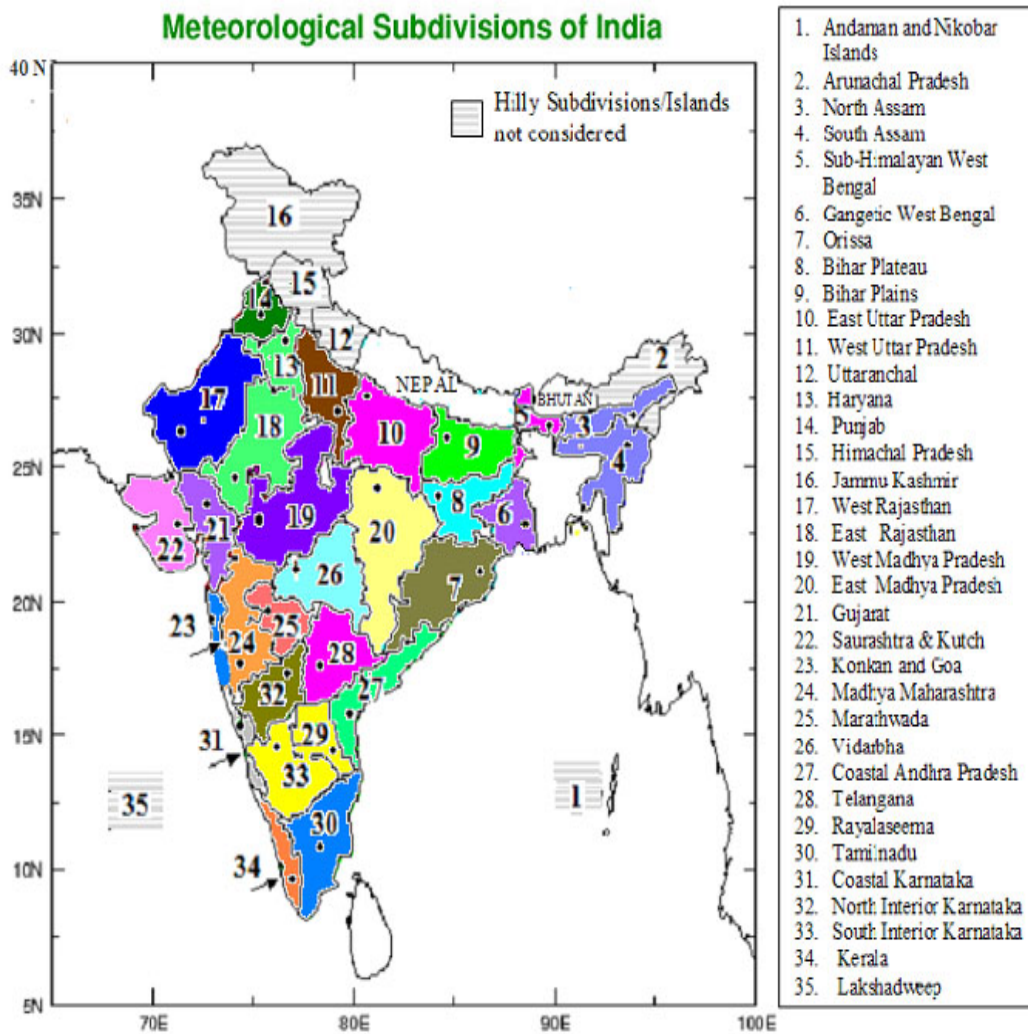 Meteorological Subdivisions of India
40 N
Hilly Subdivisions/Islands
not considered
35N
16
15
14
30N
12
2
13
11
NEPAL
BHUTAN
17
5
3
18
10
9
4
25N
8
19
20
6
21
22
26
7
20N
23
25
24
28
32
27
15N
31
29
33
35
1
30
34
10N
5N
70E
80E
90E
100E
1. Andaman and Nikobar
Islands
2. Arunachal Pradesh
3. North Assam
4. South Assam
5. Sub-Himalayan West
Bengal
6. Gangetic West Bengal
7. Orissa
8. Bihar Plateau
9. Bihar Plains
10. East Uttar Pradesh
11. West Uttar Pradesh
12. Uttaranchal
13. Haryana
14. Punjab
15. Himachal Pradesh
16. Jammu Kashmir
17. West Rajasthan
18. East Rajasthan
19. West Madhya Pradesh
20. East Madhya Pradesh
21. Gujarat
22. Saurashtra & Kutch
23. Konkan and Goa
24. Madhya Maharashtra
25. Marathwada
26. Vidarbha
27. Coastal Andhra Pradesh
28. Telangana
29. Rayalaseema
30. Tamilnadu
31. Coastal Karnataka
32. North Interior Karnataka
33. South Interior Karnataka
34. Kerala
35. Lakshadweep